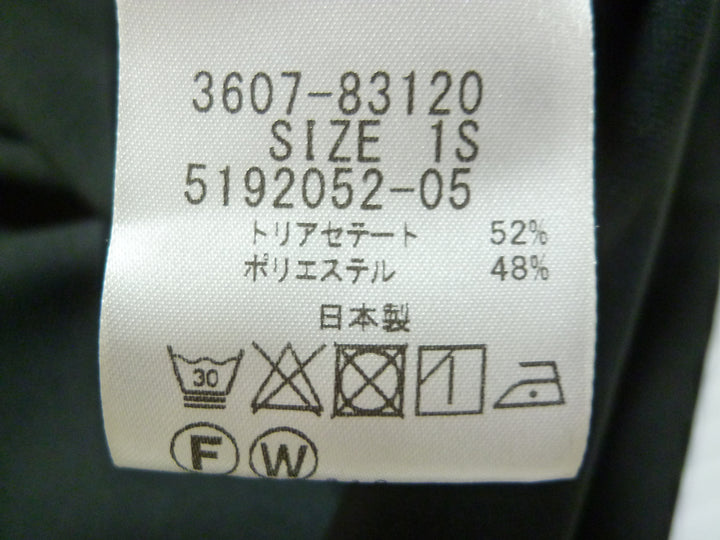 3607-83120
SIZE 1S
5192052-05
トリアセテート 52%
ポリエステル 48%
日本製
30
F W